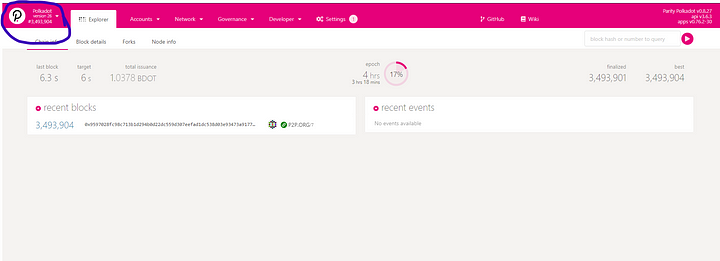 Polkadot
version 26
#3,493,904
Explorer
Accounts
Network
Governance
Developer
Settings
1
GitHub
Wiki
Parity Polkadot v0.8.27
api v3.6.3
apps v0.76.2-30
Chain info
Block details
Forks
Node info
block hash or number to query
last block
6.3 s
target
6 s
total issuance
1.0378 BDOT
epoch
4 hrs
3 hrs 18 mins
17%
finalized
3,493,901
best
3,493,904
recent blocks
3,493,904
P2P.ORG
recent events
No events available